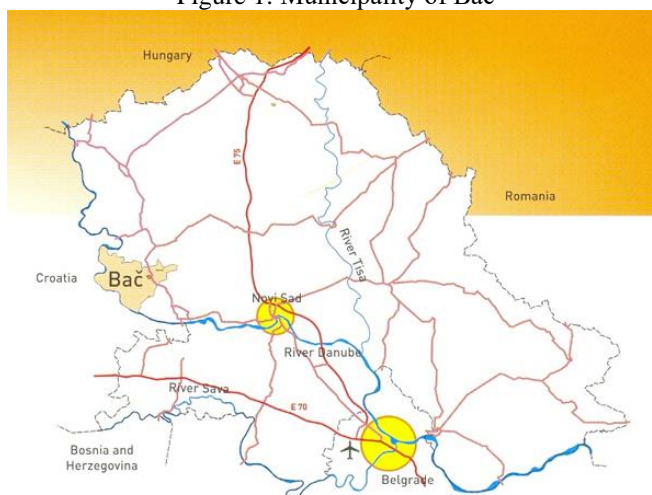 Figure 1. Municipality of Bač
Hungary
E 75
Romania
River Tisa
Croatia
Bač
Novi Sad
River Danube
River Sava
E 70
Bosnia and
Herzegovina
Belgrade